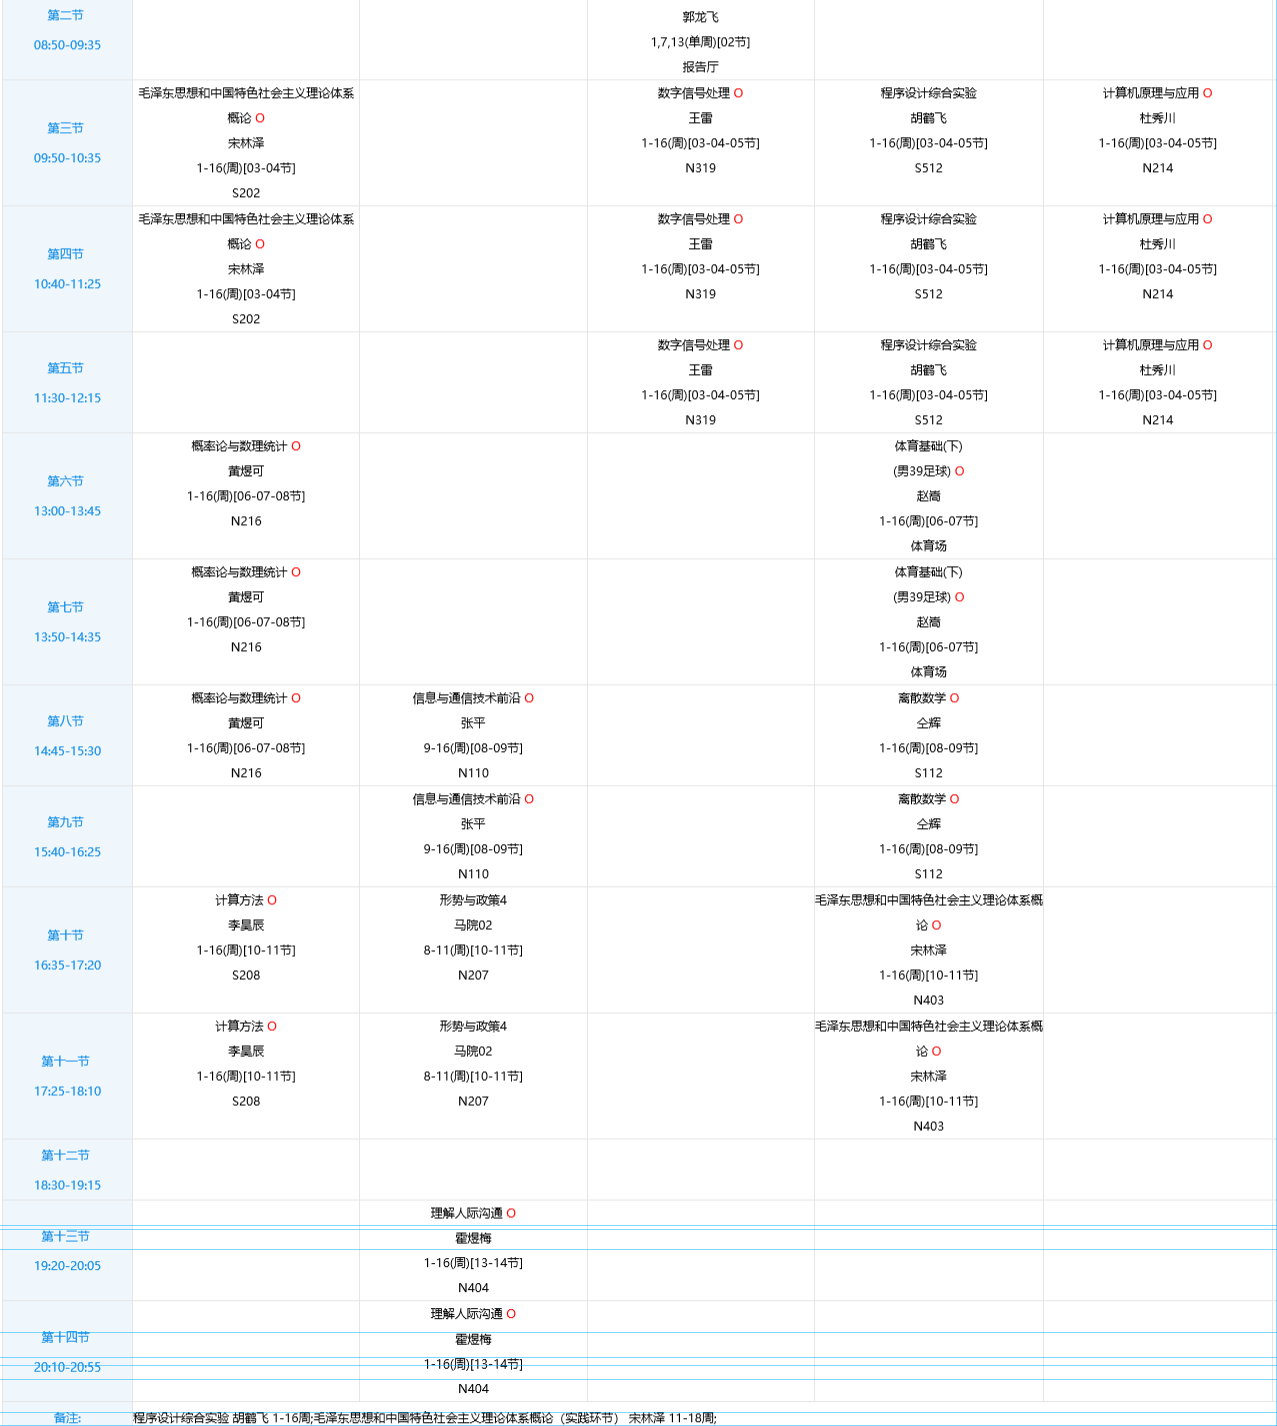 第二节
08:50-09:35
郭龙飞
1,7,13(单周)[02节]
报告厅
第三节
09:50-10:35
毛泽东思想和中国特色社会主义理论体系
概论 O
宋林泽
1-16(周)[03-04节]
S202
数字信号处理 O
王雷
1-16(周)[03-04-05节]
N319
程序设计综合实验
胡鹤飞
1-16(周)[03-04-05节]
S512
计算机原理与应用 O
杜秀川
1-16(周)[03-04-05节]
N214
第四节
10:40-11:25
毛泽东思想和中国特色社会主义理论体系
概论 O
宋林泽
1-16(周)[03-04节]
S202
数字信号处理 O
王雷
1-16(周)[03-04-05节]
N319
程序设计综合实验
胡鹤飞
1-16(周)[03-04-05节]
S512
计算机原理与应用 O
杜秀川
1-16(周)[03-04-05节]
N214
第五节
11:30-12:15
数字信号处理 O
王雷
1-16(周)[03-04-05节]
N319
程序设计综合实验
胡鹤飞
1-16(周)[03-04-05节]
S512
计算机原理与应用 O
杜秀川
1-16(周)[03-04-05节]
N214
第六节
13:00-13:45
概率论与数理统计 O
黄煜可
1-16(周)[06-07-08节]
N216
体育基础(下)
(男39足球) O
赵嵩
1-16(周)[06-07节]
体育场
第七节
13:50-14:35
概率论与数理统计 O
黄煜可
1-16(周)[06-07-08节]
N216
体育基础(下)
(男39足球) O
赵嵩
1-16(周)[06-07节]
体育场
第八节
14:45-15:30
概率论与数理统计 O
黄煜可
1-16(周)[06-07-08节]
N216
信息与通信技术前沿 O
张平
9-16(周)[08-09节]
N110
离散数学 O
仝辉
1-16(周)[08-09节]
S112
第九节
15:40-16:25
信息与通信技术前沿 O
张平
9-16(周)[08-09节]
N110
离散数学 O
仝辉
1-16(周)[08-09节]
S112
第十节
16:35-17:20
计算方法 O
李昊辰
1-16(周)[10-11节]
S208
形势与政策4
马院02
8-11(周)[10-11节]
N207
毛泽东思想和中国特色社会主义理论体系概
论 O
宋林泽
1-16(周)[10-11节]
N403
第十一节
17:25-18:10
计算方法 O
李昊辰
1-16(周)[10-11节]
S208
形势与政策4
马院02
8-11(周)[10-11节]
N207
毛泽东思想和中国特色社会主义理论体系概
论 O
宋林泽
1-16(周)[10-11节]
N403
第十二节
18:30-19:15
第十三节
19:20-20:05
理解人际沟通 O
霍煜梅
1-16(周)[13-14节]
N404
第十四节
20:10-20:55
理解人际沟通 O
霍煜梅
1-16(周)[13-14节]
N404
备注:
程序设计综合实验 胡鹤飞 1-16周;毛泽东思想和中国特色社会主义理论体系概论（实践环节） 宋林泽 11-18周;